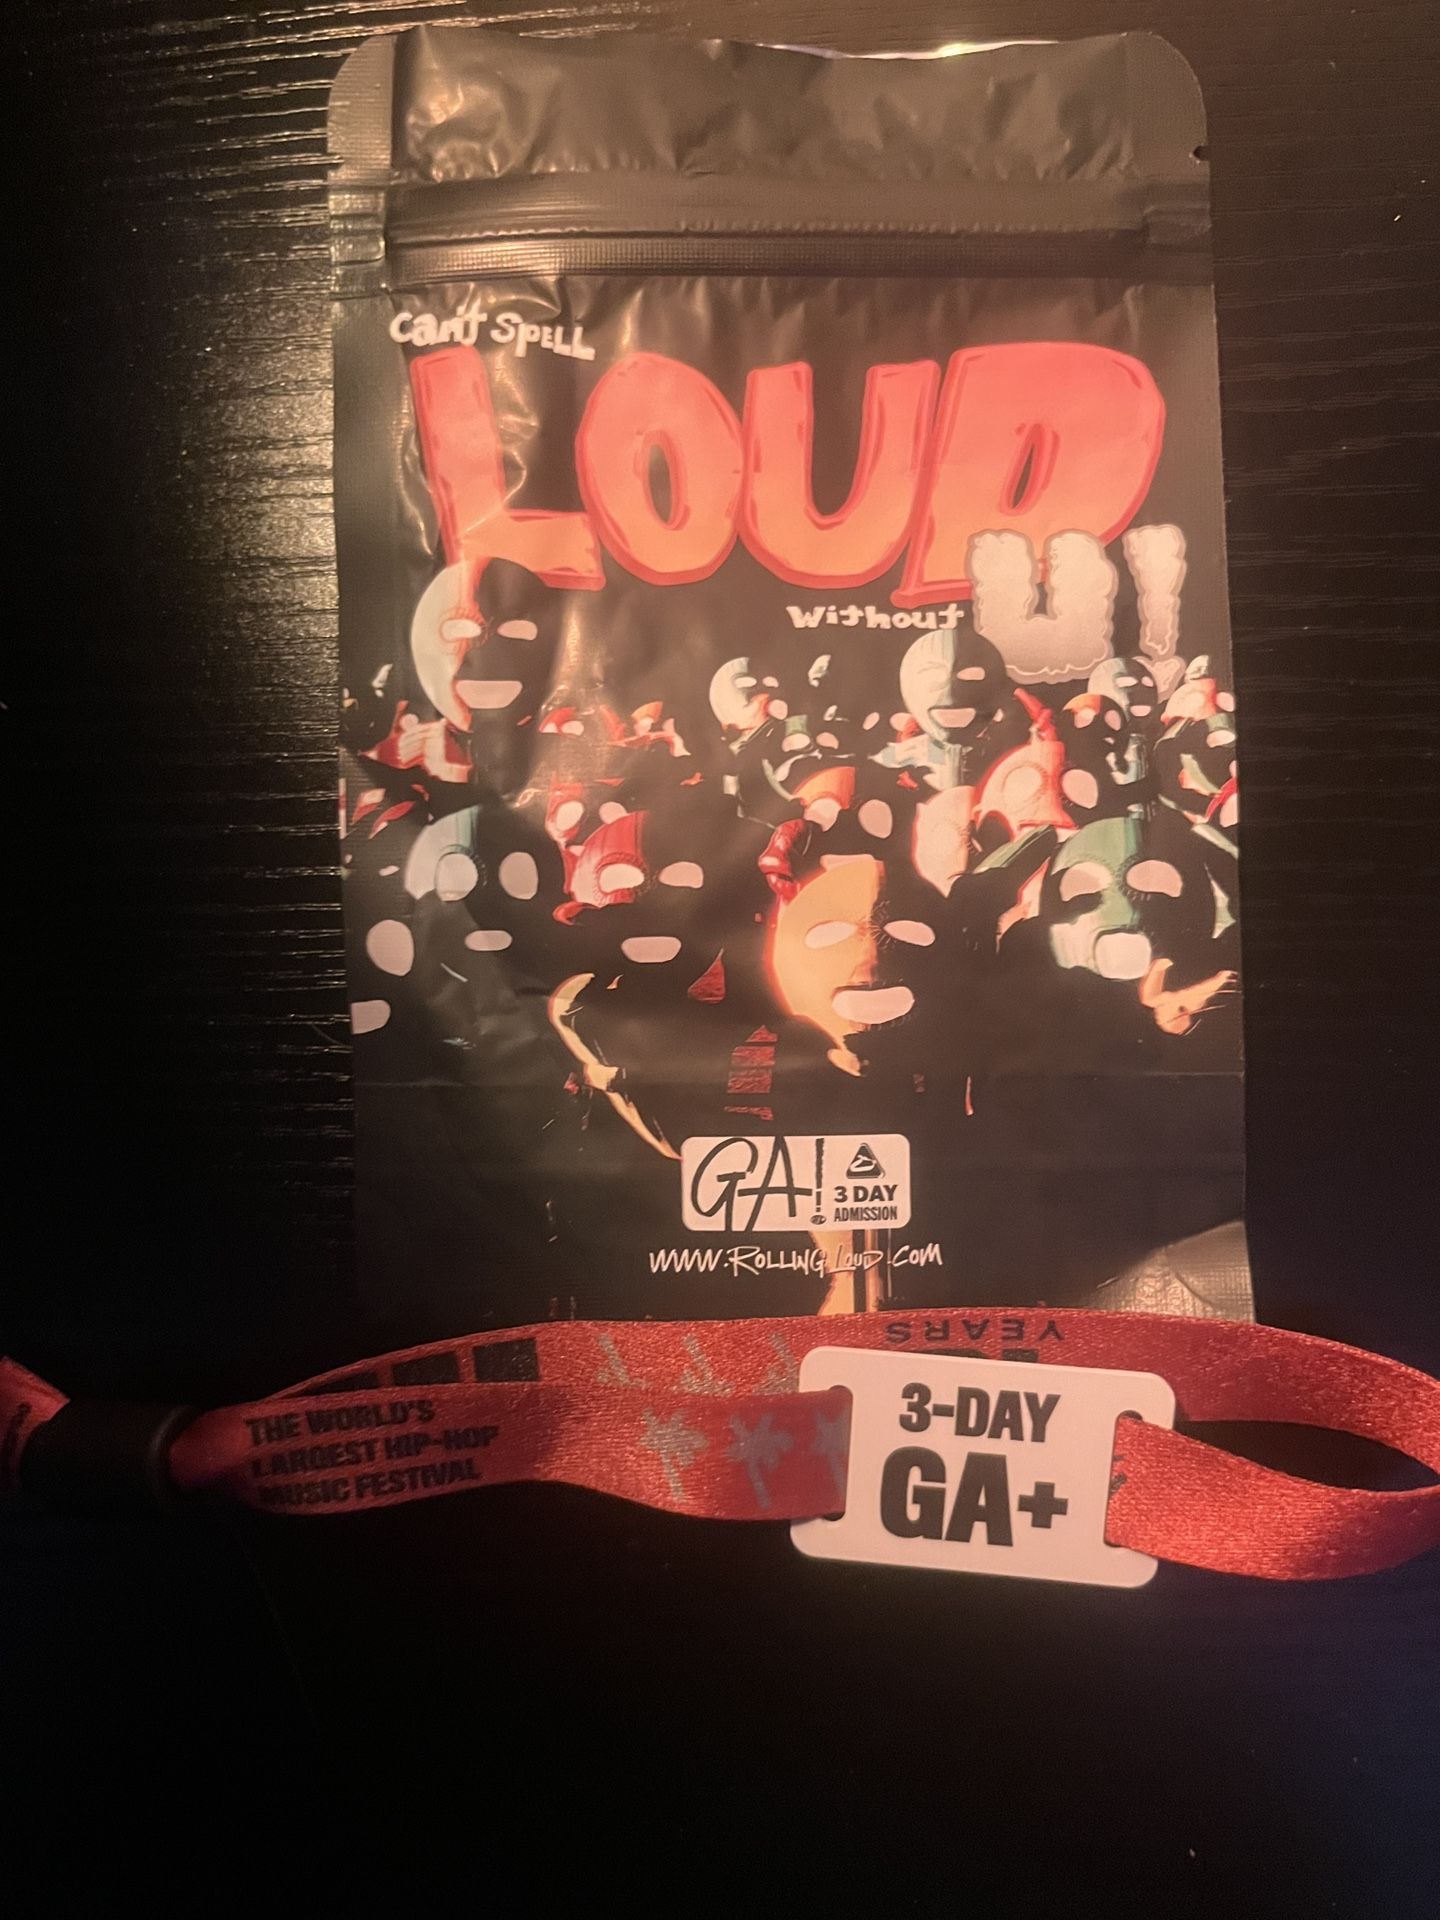 Can't Spell
LOUD
Without
U!
GA!
3 DAY
ADMISSION
WWW.ROLLINGLOUD.COM
YEARS
THE WORLD'S
LARGEST HIP-HOP
MUSIC FESTIVAL
3-DAY
GA+